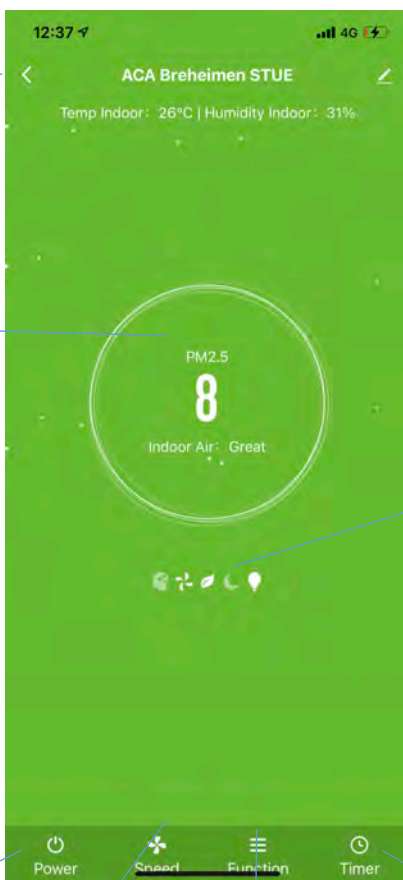 12:37 4G
ACA Breheimen STUE
Temp Indoor: 26°C | Humidity Indoor: 31%
PM2.5
8
Indoor Air: Great
Power Speed Function Timer